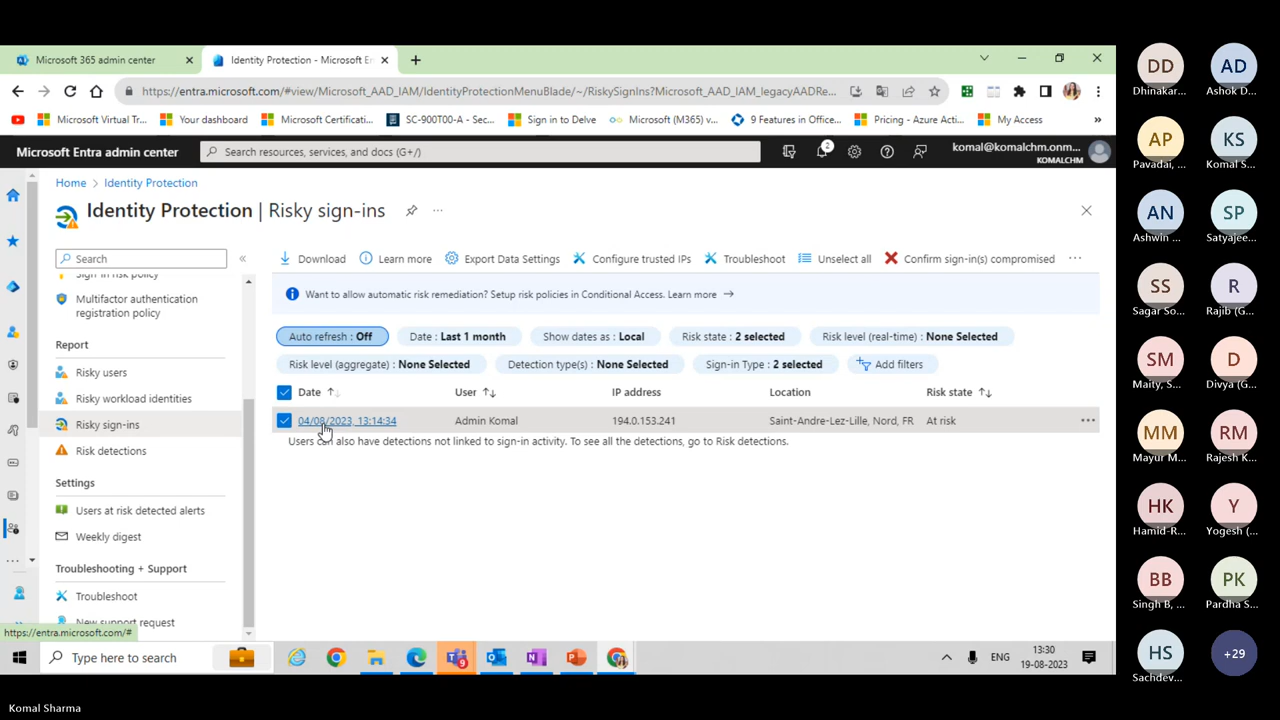 Microsoft 365 admin center
Identity Protection - Microsoft E
https://entra.microsoft.com/#view/Microsoft_AAD_IAM/IdentityProtectionMenuBlade/~/RiskySignIns?Microsoft_AAD_IAM_legacyAADRe...
Microsoft Virtual Tr...
Your dashboard
Microsoft Certificati...
SC-900T00-A - Sec...
Sign in to Delve
Microsoft (M365) v...
9 Features in Office...
Pricing - Azure Acti...
My Access
»
Microsoft Entra admin center
Search resources, services, and docs (G+/)
2
komal@komalchm.onm...
KOMALCHM
Home > Identity Protection
Identity Protection | Risky sign-ins
...
Search
«
Sign-in risk policy
Multifactor authentication
registration policy
Report
Risky users
Risky workload identities
Risky sign-ins
Risk detections
Settings
Users at risk detected alerts
Weekly digest
Troubleshooting + Support
Troubleshoot
New support request
https://entra.microsoft.com/#
Download
Learn more
Export Data Settings
Configure trusted IPs
Troubleshoot
Unselect all
Confirm sign-in(s) compromised
...
Want to allow automatic risk remediation? Setup risk policies in Conditional Access. Learn more →
Auto refresh : Off
Date : Last 1 month
Show dates as : Local
Risk state : 2 selected
Risk level (real-time) : None Selected
Risk level (aggregate) : None Selected
Detection type(s) : None Selected
Sign-in Type : 2 selected
Add filters
Date
User
IP address
Location
Risk state
04/08/2023, 13:14:34
Admin Komal
194.0.153.241
Saint-Andre-Lez-Lille, Nord, FR
At risk
...
Users can also have detections not linked to sign-in activity. To see all the detections, go to Risk detections.
Type here to search
9
ENG
13:30
19-08-2023
DD
Dhinakar...
AD
Ashok D...
AP
Pavadai, ...
KS
Komal S...
AN
Ashwin ...
SP
Satyajee...
SS
Sagar So...
R
Rajib (G...
SM
Maity, S...
D
Divya (G...
MM
Mayur M...
RM
Rajesh K...
HK
Hamid-R...
Y
Yogesh (...
BB
Singh B, ...
PK
Pardha S...
HS
Sachdev...
+29
Komal Sharma